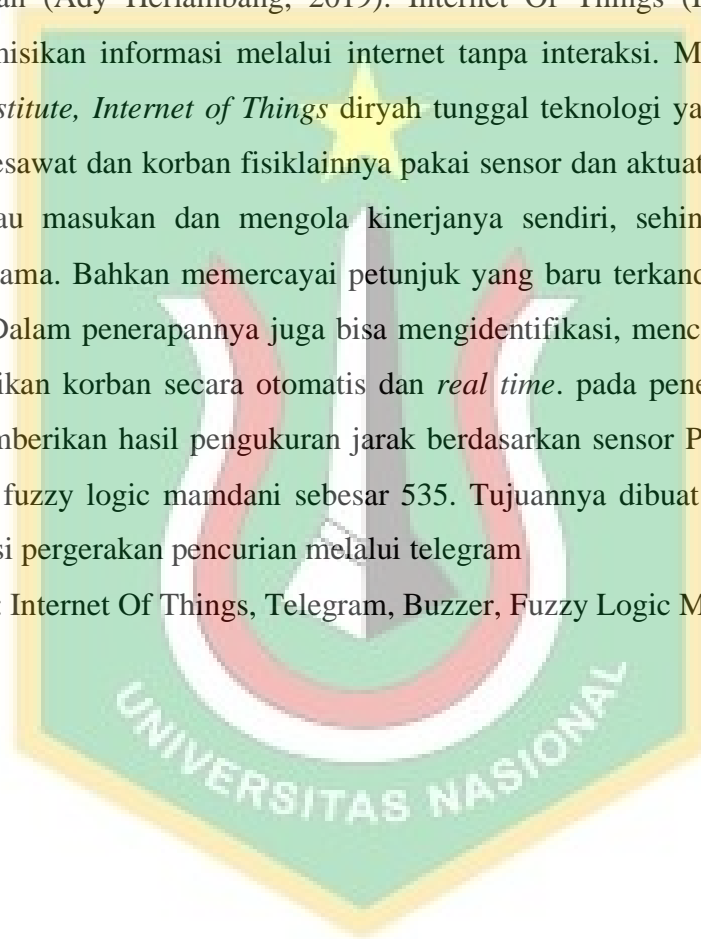 (Ady Herlambang, 2019). Internet Of Things
misikan informasi melalui internet tanpa interaksi. M
stitute, Internet of Things diryah tunggal teknologi ya
esawat dan korban fisiklainnya pakai sensor dan aktuat
au masukan dan mengola kinerjanya sendiri, sehin
ama. Bahkan memercayai petunjuk yang baru terkand
Dalam penerapannya juga bisa mengidentifikasi, menc
ikan korban secara otomatis dan real time. pada pene
mberikan hasil pengukuran jarak berdasarkan sensor P
fuzzy logic mamdani sebesar 535. Tujuannya dibuat
si pergerakan pencurian melalui telegram
: Internet Of Things, Telegram, Buzzer, Fuzzy Logic M
UNIVERSITAS NASIONAL